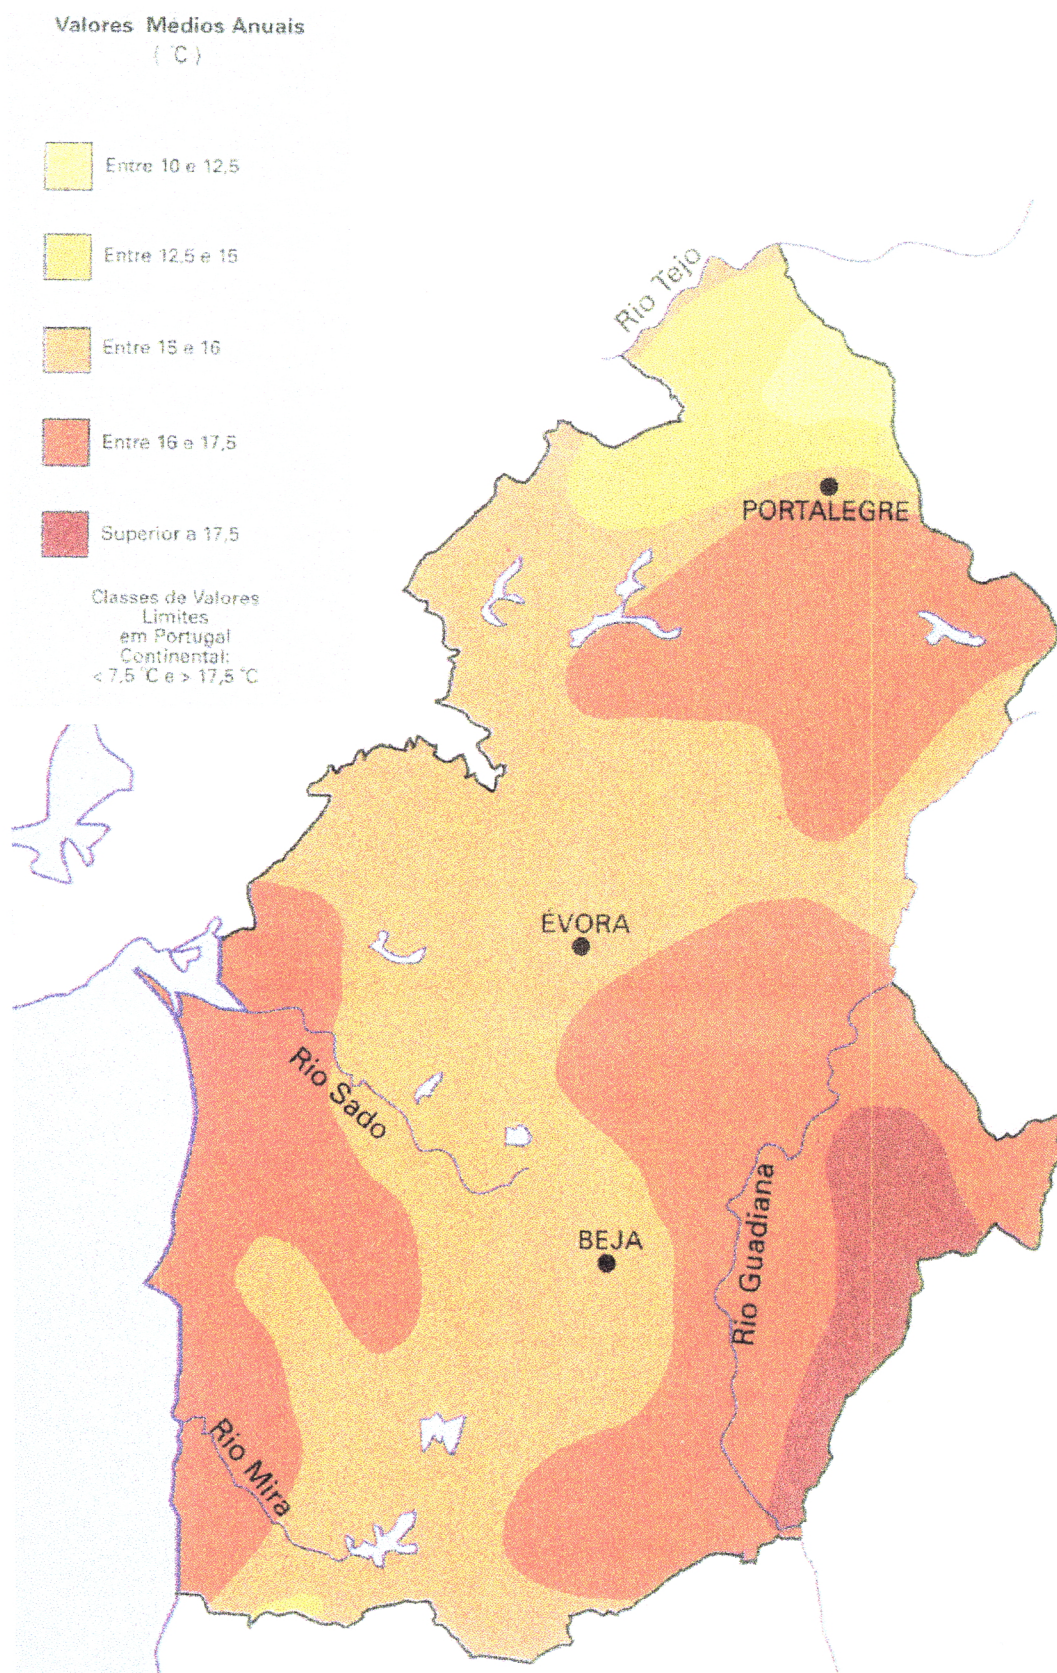 Valores Médios Anuais
( °C )
Entre 10 e 12,5
Entre 12,5 e 15
Entre 15 e 16
Entre 16 e 17,5
Superior a 17,5
Classes de Valores
Limites
em Portugal
Continental:
< 7,5 °C e > 17,5 °C
Rio Tejo
PORTALEGRE
ÉVORA
Rio Sado
BEJA
Rio Guadiana
Rio Mira